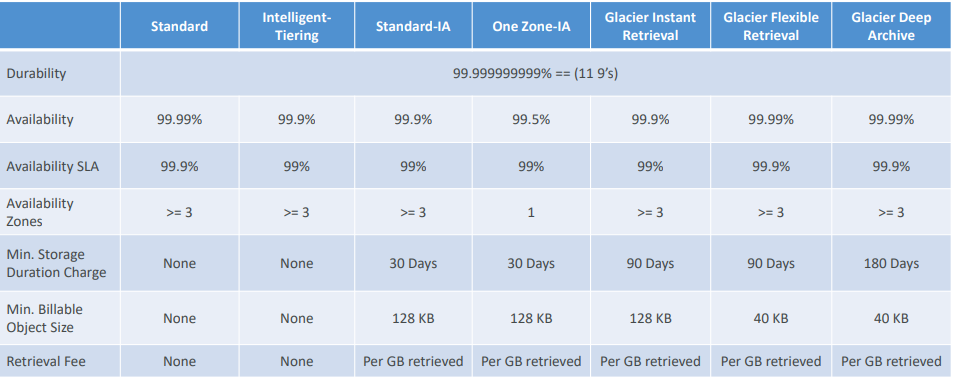 Standard Intelligent-Tiering Standard-IA One Zone-IA Glacier Instant Retrieval Glacier Flexible Retrieval Glacier Deep Archive
Durability 99.999999999% == (11 9’s)
Availability 99.99% 99.9% 99.9% 99.5% 99.9% 99.99% 99.99%
Availability SLA 99.9% 99% 99% 99% 99% 99.9% 99.9%
Availability Zones >= 3 >= 3 >= 3 1 >= 3 >= 3 >= 3
Min. Storage Duration Charge None None 30 Days 30 Days 90 Days 90 Days 180 Days
Min. Billable Object Size None None 128 KB 128 KB 128 KB 40 KB 40 KB
Retrieval Fee None None Per GB retrieved Per GB retrieved Per GB retrieved Per GB retrieved Per GB retrieved